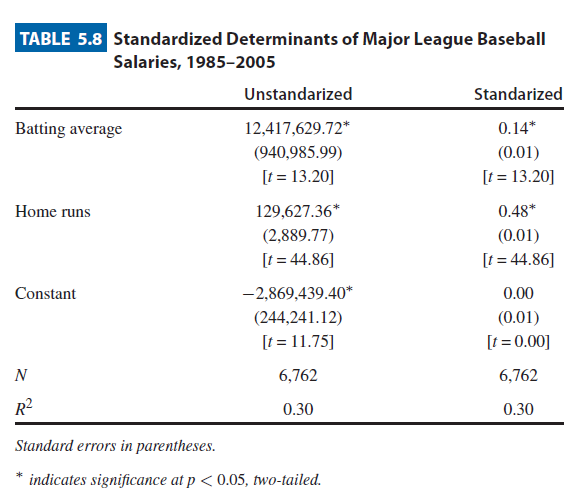 TABLE 5.8 Standardized Determinants of Major League Baseball
Salaries, 1985–2005
Unstandarized Standarized
Batting average 12,417,629.72* 0.14*
(940,985.99) (0.01)
[t = 13.20] [t = 13.20]
Home runs 129,627.36* 0.48*
(2,889.77) (0.01)
[t = 44.86] [t = 44.86]
Constant −2,869,439.40* 0.00
(244,241.12) (0.01)
[t = 11.75] [t = 0.00]
N 6,762 6,762
R² 0.30 0.30
Standard errors in parentheses.
* indicates significance at p < 0.05, two-tailed.